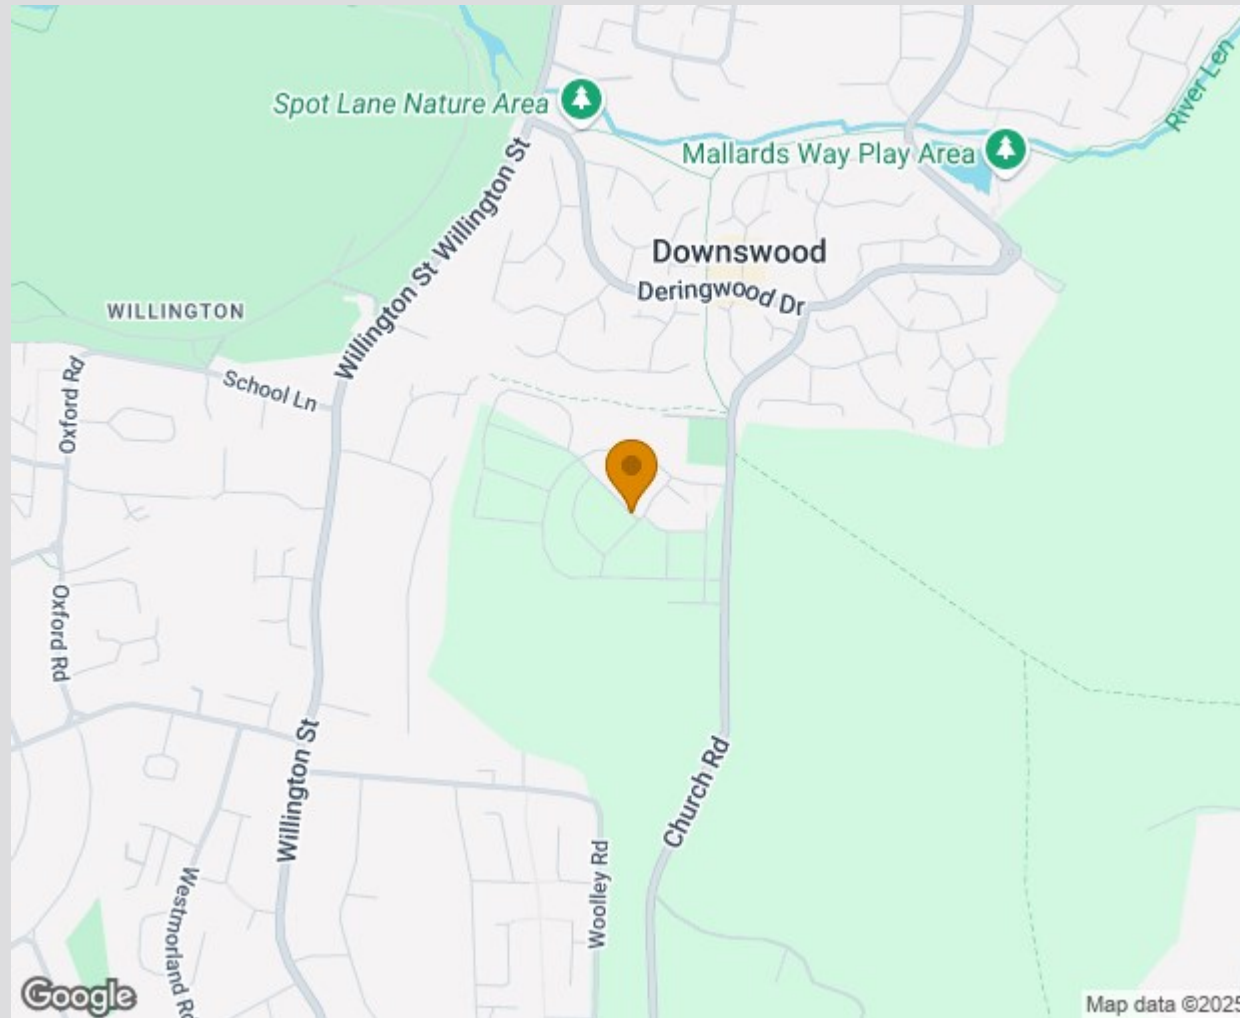 Spot Lane Nature Area
River Len
Mallards Way Play Area
Willington St
Downswood
Deringwood Dr
WILLINGTON
Willington St
School Ln
Oxford Rd
Oxford Rd
Willington St
Church Rd
Woolley Rd
Westmorland Rd
Google
Map data ©2025